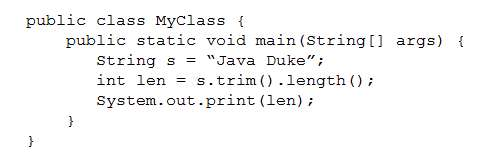 public class MyClass {
    public static void main(String[] args) {
       String s = “Java Duke”;
       int len = s.trim().length();
       System.out.print(len);
    }
}